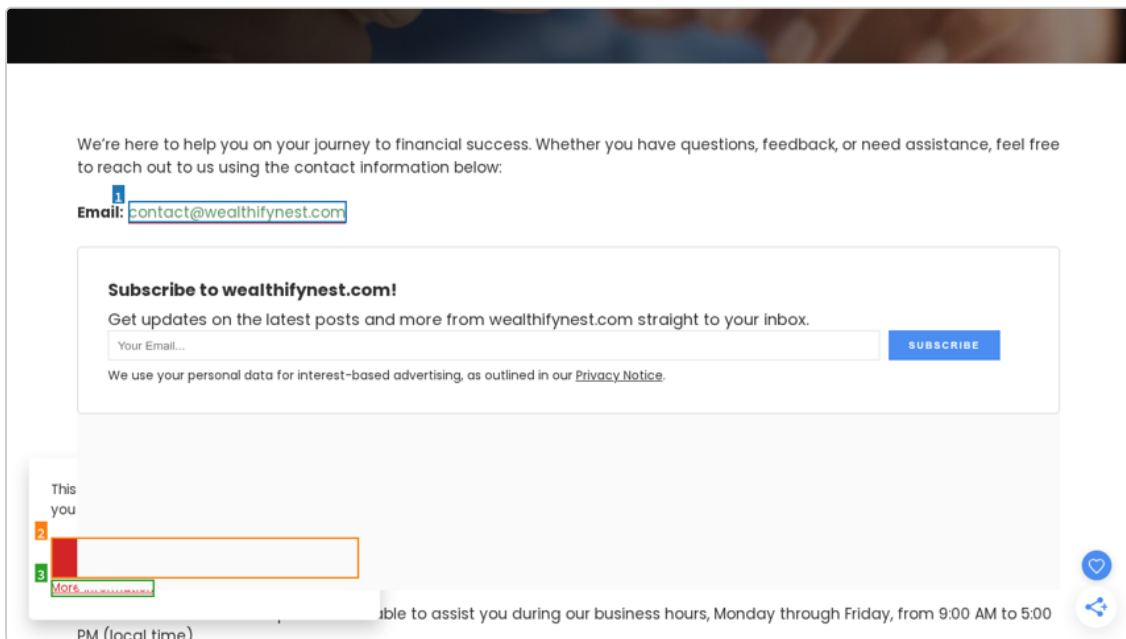 We're here to help you on your journey to financial success. Whether you have questions, feedback, or need assistance, feel free
to reach out to us using the contact information below:
1
Email: contact@wealthifynest.com
Subscribe to wealthifynest.com!
Get updates on the latest posts and more from wealthifynest.com straight to your inbox.
Your Email...
SUBSCRIBE
We use your personal data for interest-based advertising, as outlined in our Privacy Notice.
This
you
2
3
More information
able to assist you during our business hours, Monday through Friday, from 9:00 AM to 5:00
PM (local time)